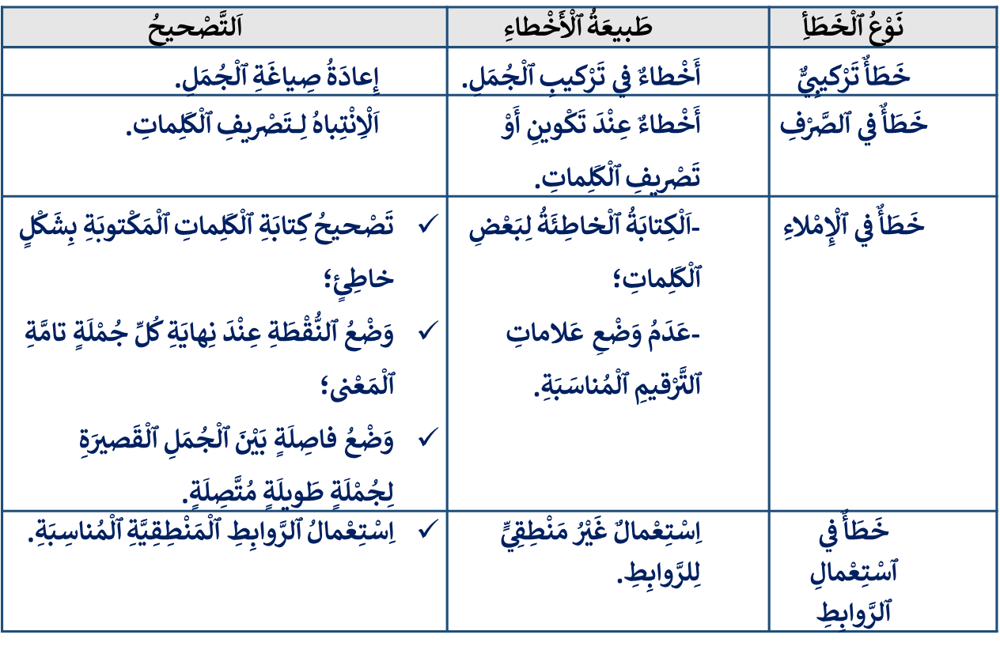 نَوْعُ ٱلْخَطَأِ
طَبيعَةُ ٱلْأَخْطاءِ
اَلتَّصْحيحُ
خَطَأٌ تَرْكيبِيٌّ
أَخْطاءٌ في تَرْكيبِ ٱلْجُمَلِ.
إِعادَةُ صِياغَةِ ٱلْجُمَلِ.
خَطَأٌ في ٱلصَّرْفِ
أَخْطاءٌ عِنْدَ تَكْوينِ أَوْ
تَصْريفِ ٱلْكَلِماتِ.
اَلْاِنْتِباهُ لِـتَصْريفِ ٱلْكَلِماتِ.
خَطَأٌ في ٱلْإِمْلاءِ
-اَلْكِتابَةُ ٱلْخاطِئَةُ لِبَعْضِ
ٱلْكَلِماتِ؛
-عَدَمُ وَضْعِ عَلاماتِ
ٱلتَّرْقيمِ ٱلْمُناسَبَةِ.
✓ تَصْحيحُ كِتابَةِ ٱلْكَلِماتِ ٱلْمَكْتوبَةِ بِشَكْلٍ
خاطِئٍ؛
✓ وَضْعُ ٱلنُّقْطَةِ عِنْدَ نِهايَةِ كُلِّ جُمْلَةٍ تامَّةِ
ٱلْمَعْنى؛
✓ وَضْعُ فاصِلَةٍ بَيْنَ ٱلْجُمَلِ ٱلْقَصيرَةِ
لِجُمْلَةٍ طَويلَةٍ مُتَّصِلَةٍ.
خَطَأٌ في
ٱسْتِعْمالِ
ٱلرَّوابِطِ
اِسْتِعْمالٌ غَيْرُ مَنْطِقِيٍّ
لِلرَّوابِطِ.
✓ اِسْتِعْمالُ ٱلرَّوابِطِ ٱلْمَنْطِقِيَّةِ ٱلْمُناسِبَةِ.